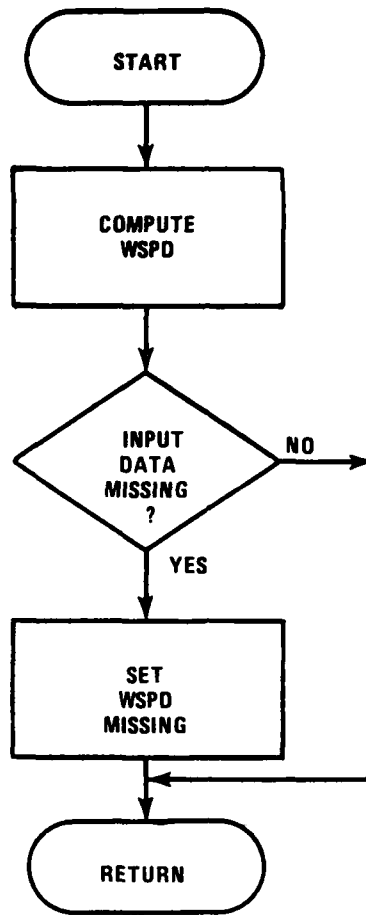 START
COMPUTE
WSPD
INPUT
DATA
MISSING
?
NO
YES
SET
WSPD
MISSING
RETURN